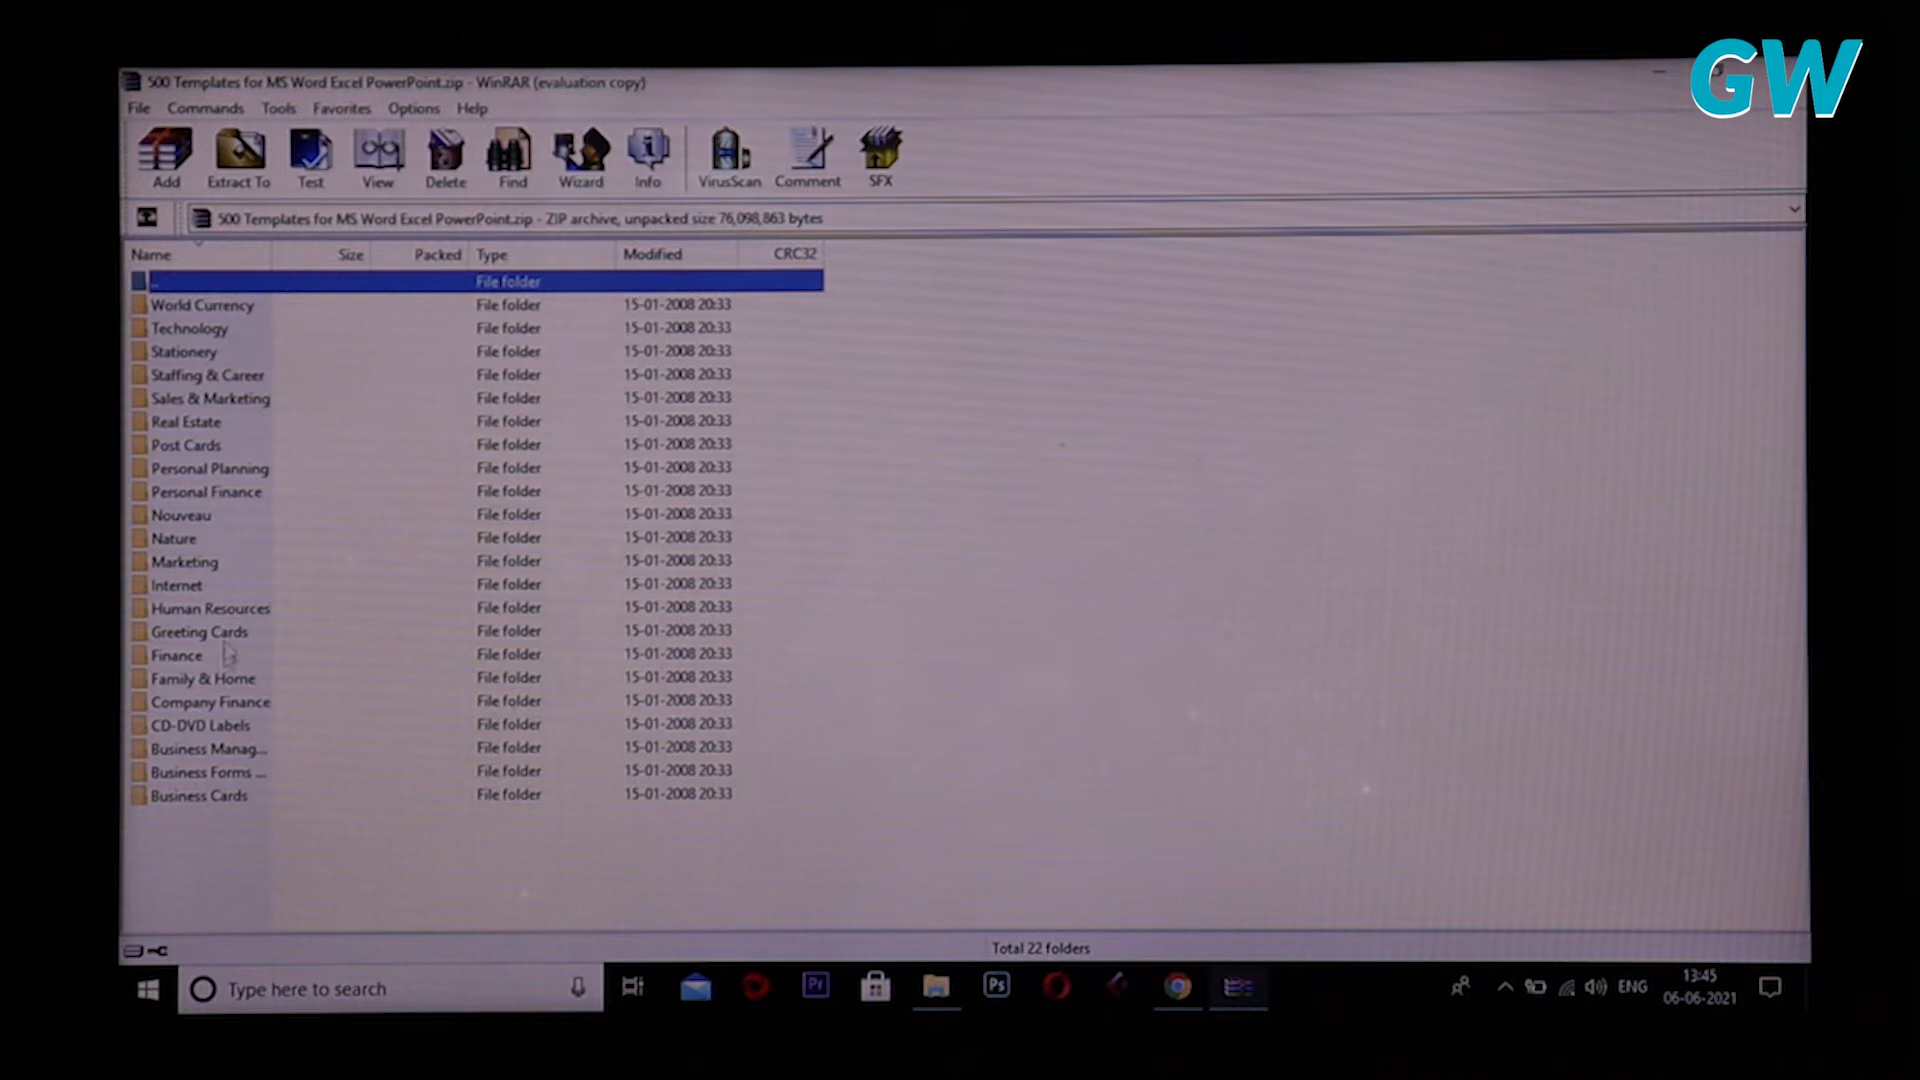 GW
500 Templates for MS Word Excel PowerPoint.zip - WinRAR (evaluation copy)
File Commands Tools Favorites Options Help
Add Extract To Test View Delete Find Wizard Info VirusScan Comment SFX
500 Templates for MS Word Excel PowerPoint.zip - ZIP archive, unpacked size 76,098,863 bytes
Name Size Packed Type Modified CRC32
.. File folder
World Currency File folder 15-01-2008 20:33
Technology File folder 15-01-2008 20:33
Stationery File folder 15-01-2008 20:33
Staffing & Career File folder 15-01-2008 20:33
Sales & Marketing File folder 15-01-2008 20:33
Real Estate File folder 15-01-2008 20:33
Post Cards File folder 15-01-2008 20:33
Personal Planning File folder 15-01-2008 20:33
Personal Finance File folder 15-01-2008 20:33
Nouveau File folder 15-01-2008 20:33
Nature File folder 15-01-2008 20:33
Marketing File folder 15-01-2008 20:33
Internet File folder 15-01-2008 20:33
Human Resources File folder 15-01-2008 20:33
Greeting Cards File folder 15-01-2008 20:33
Finance File folder 15-01-2008 20:33
Family & Home File folder 15-01-2008 20:33
Company Finance File folder 15-01-2008 20:33
CD-DVD Labels File folder 15-01-2008 20:33
Business Manag... File folder 15-01-2008 20:33
Business Forms ... File folder 15-01-2008 20:33
Business Cards File folder 15-01-2008 20:33
Total 22 folders
Type here to search Pr Ps ENG 13:45
06-06-2021